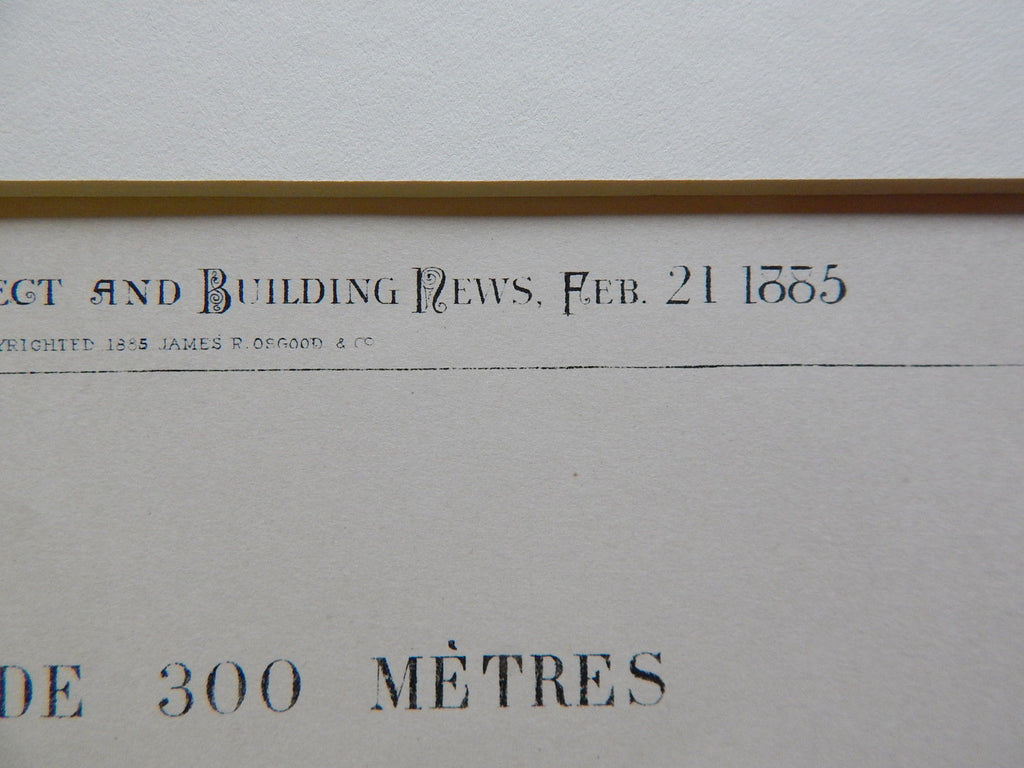 ECT AND BUILDING NEWS, FEB. 21 1885
YRIGHTED 1885 JAMES R. OSGOOD & CO
DE 300 MÈTRES